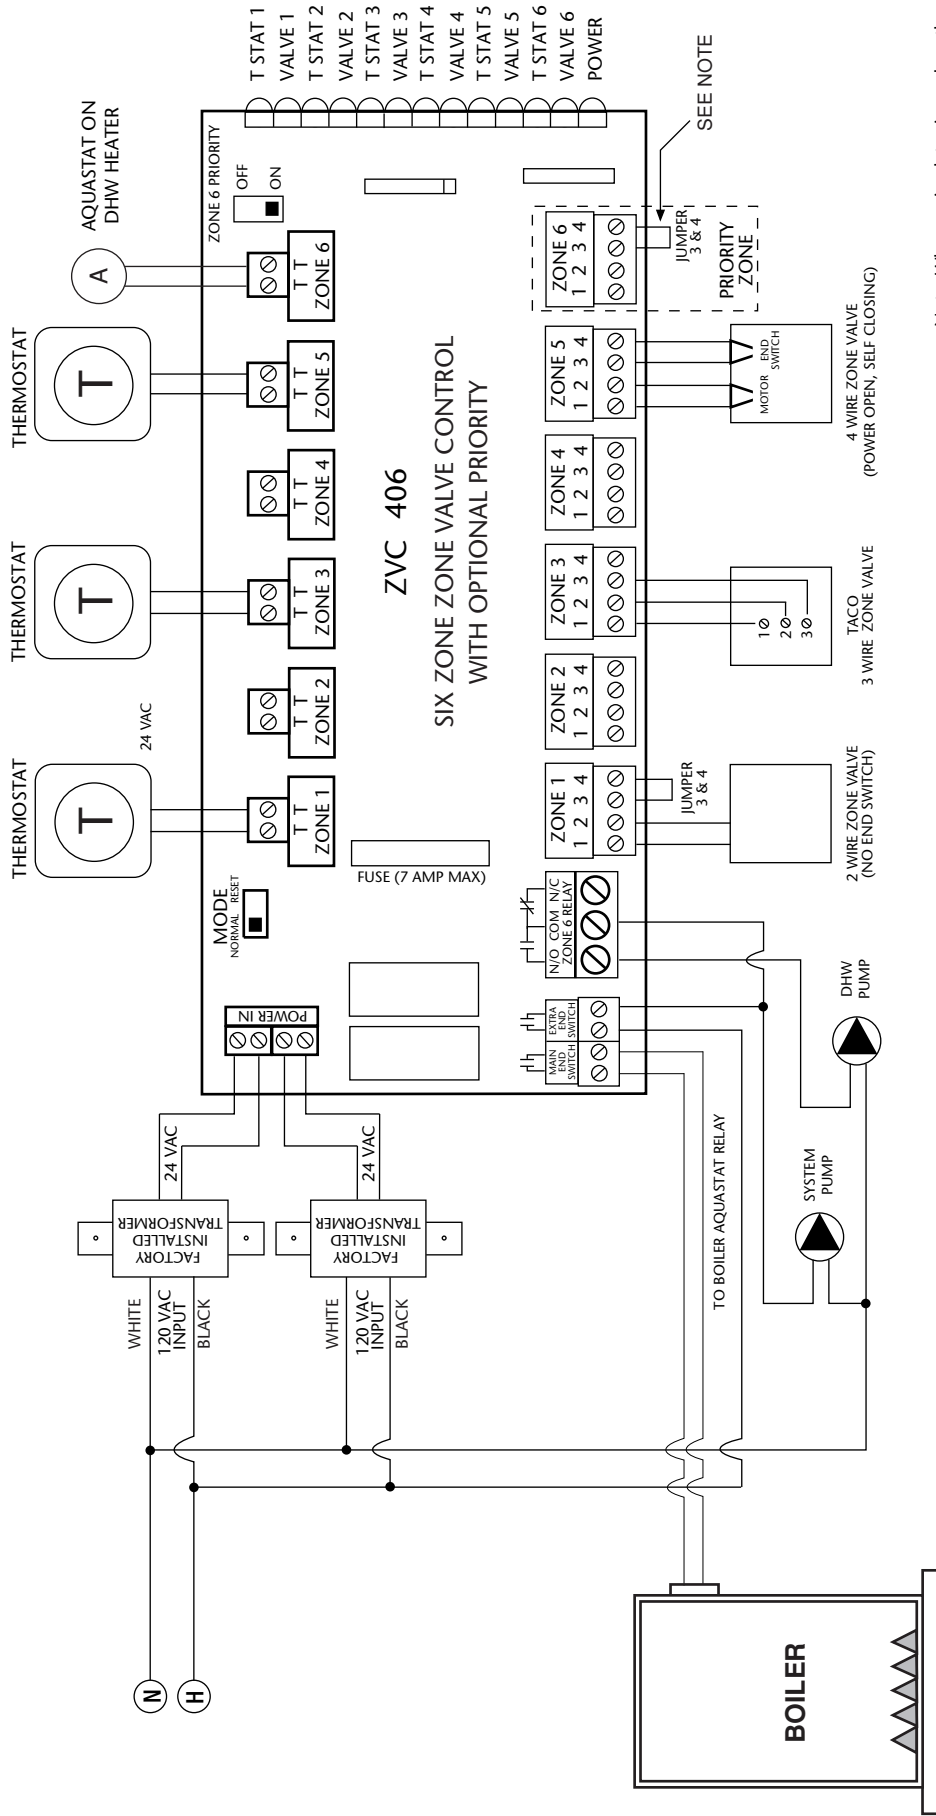 THERMOSTAT
THERMOSTAT
THERMOSTAT
AQUASTAT ON
DHW HEATER
T
T
T
A
24 VAC
T STAT 1
VALVE 1
T STAT 2
VALVE 2
T STAT 3
VALVE 3
T STAT 4
VALVE 4
T STAT 5
VALVE 5
T STAT 6
VALVE 6
POWER
N
H
WHITE
120 VAC
INPUT
BLACK
FACTORY
INSTALLED
TRANSFORMER
24 VAC
WHITE
120 VAC
INPUT
BLACK
FACTORY
INSTALLED
TRANSFORMER
24 VAC
POWER IN
MODE
NORMAL RESET
ZONE 6 PRIORITY
OFF
ON
T T
ZONE 1
T T
ZONE 2
T T
ZONE 3
T T
ZONE 4
T T
ZONE 5
T T
ZONE 6
FUSE (7 AMP MAX)
ZVC 406
SIX ZONE ZONE VALVE CONTROL
WITH OPTIONAL PRIORITY
MAIN
END
SWITCH
EXTRA
END
SWITCH
N/O COM N/C
ZONE 6 RELAY
ZONE 1
1 2 3 4
ZONE 2
1 2 3 4
ZONE 3
1 2 3 4
ZONE 4
1 2 3 4
ZONE 5
1 2 3 4
ZONE 6
1 2 3 4
JUMPER
3 & 4
JUMPER
3 & 4
PRIORITY
ZONE
SEE NOTE
1
2
3
MOTOR
END
SWITCH
2 WIRE ZONE VALVE
(NO END SWITCH)
TACO
3 WIRE ZONE VALVE
4 WIRE ZONE VALVE
(POWER OPEN, SELF CLOSING)
TO BOILER AQUASTAT RELAY
SYSTEM
PUMP
DHW
PUMP
BOILER